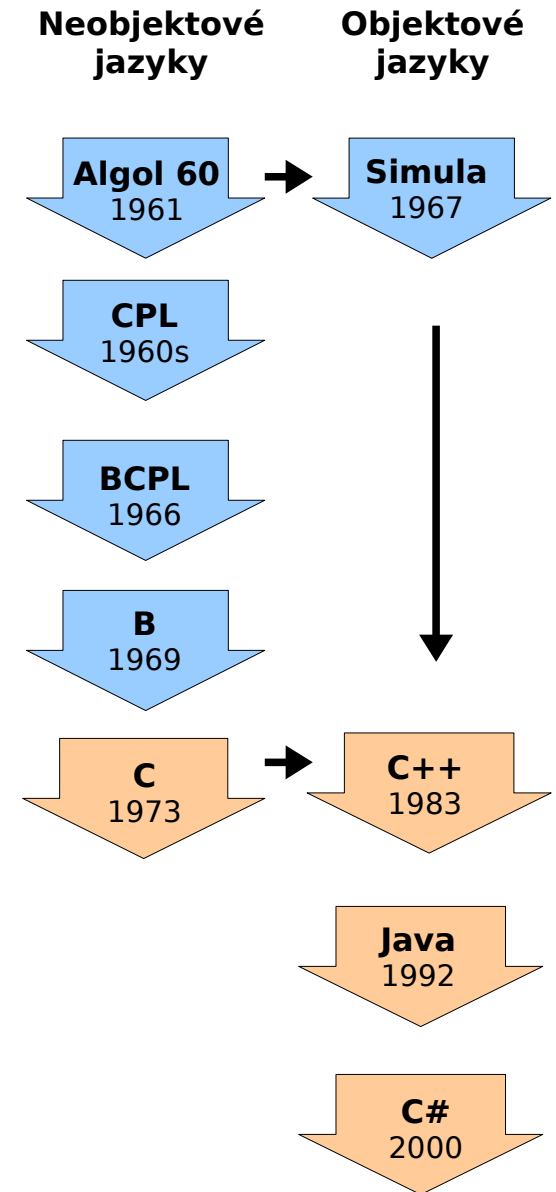 Neobjektové
jazyky
Objektové
jazyky
Algol 60
1961
Simula
1967
CPL
1960s
BCPL
1966
B
1969
C
1973
C++
1983
Java
1992
C#
2000